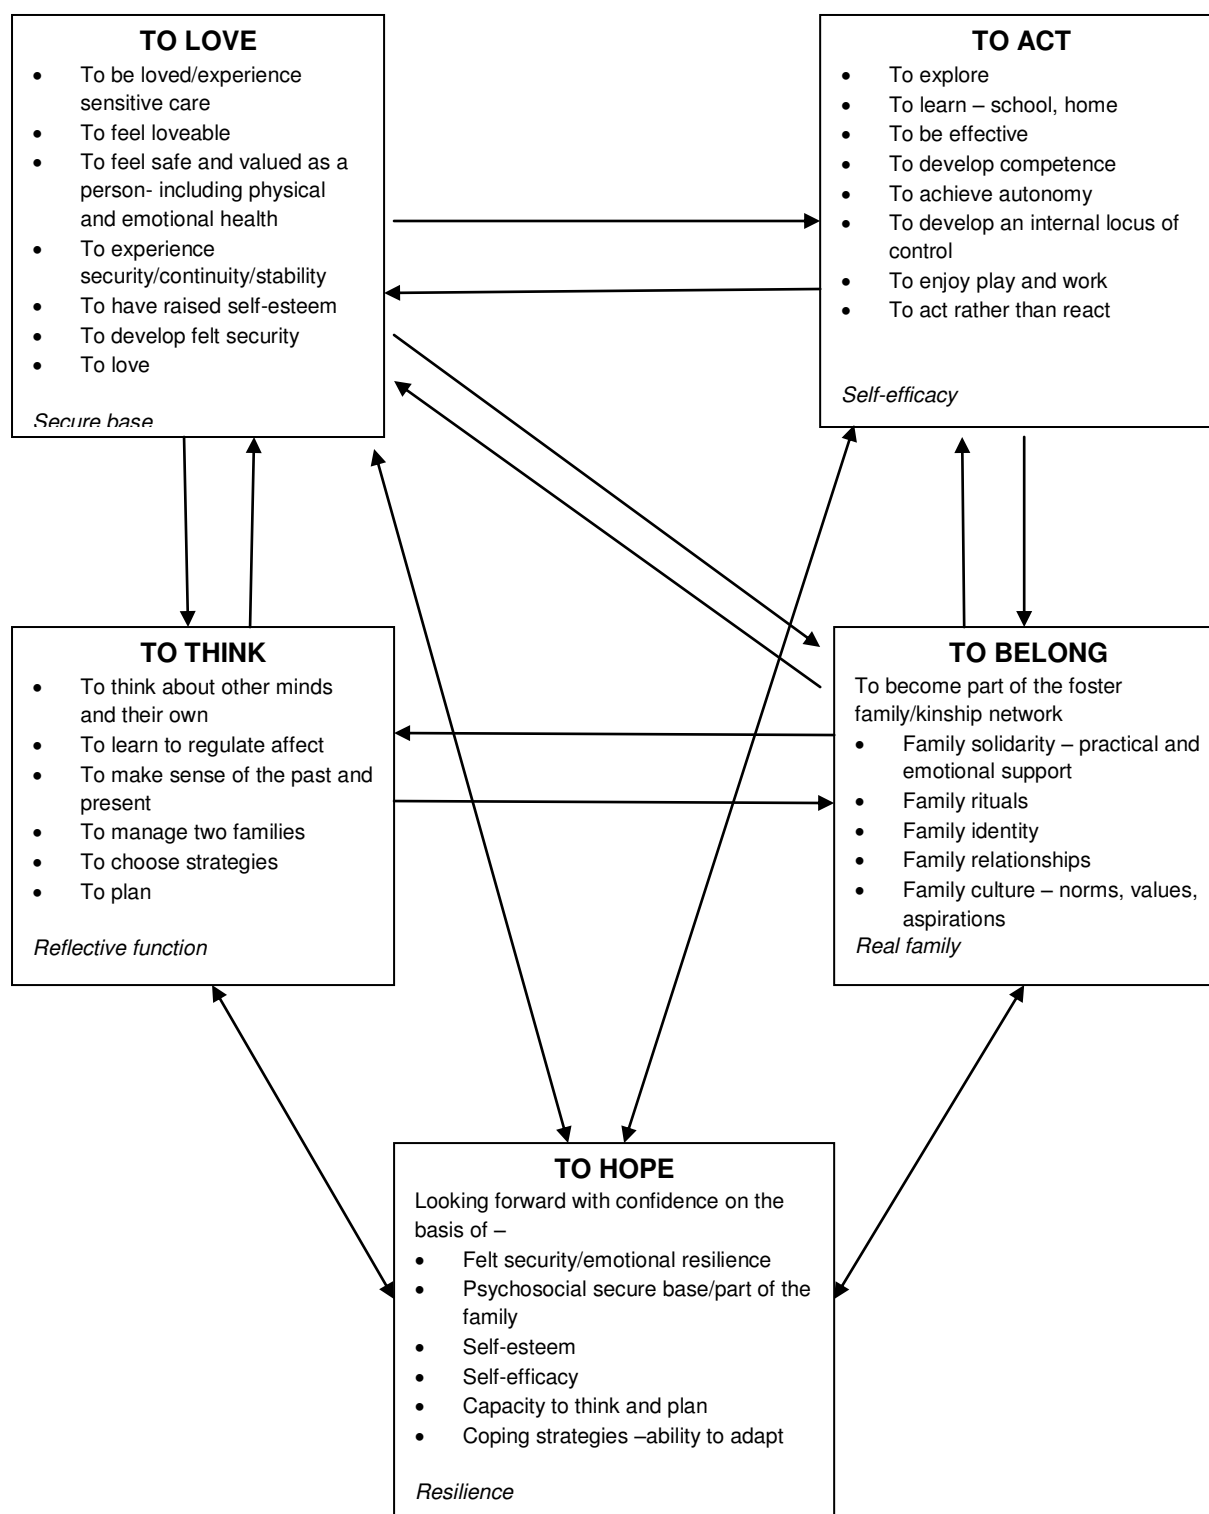 TO LOVE
• To be loved/experience
sensitive care
• To feel loveable
• To feel safe and valued as a
person- including physical
and emotional health
• To experience
security/continuity/stability
• To have raised self-esteem
• To develop felt security
• To love
Secure base
TO ACT
• To explore
• To learn – school, home
• To be effective
• To develop competence
• To achieve autonomy
• To develop an internal locus of
control
• To enjoy play and work
• To act rather than react
Self-efficacy
TO THINK
• To think about other minds
and their own
• To learn to regulate affect
• To make sense of the past and
present
• To manage two families
• To choose strategies
• To plan
Reflective function
TO BELONG
To become part of the foster
family/kinship network
• Family solidarity – practical and
emotional support
• Family rituals
• Family identity
• Family relationships
• Family culture – norms, values,
aspirations
Real family
TO HOPE
Looking forward with confidence on the
basis of –
• Felt security/emotional resilience
• Psychosocial secure base/part of the
family
• Self-esteem
• Self-efficacy
• Capacity to think and plan
• Coping strategies –ability to adapt
Resilience